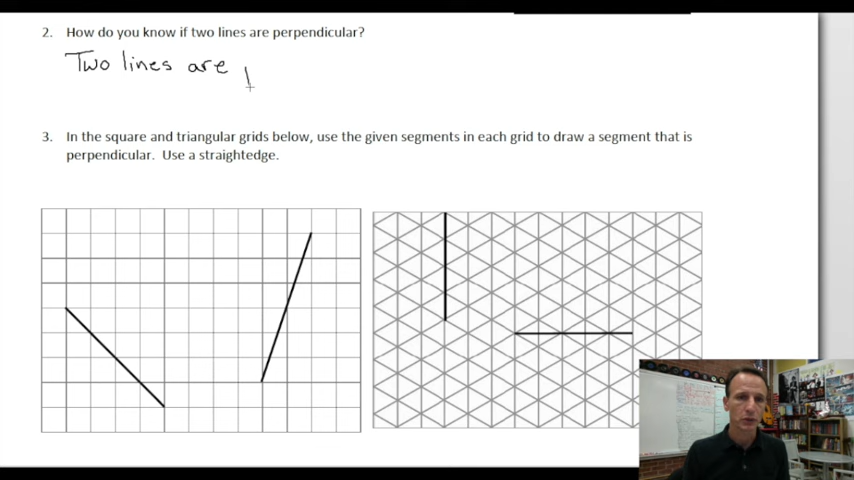 2. How do you know if two lines are perpendicular?
Two lines are
3. In the square and triangular grids below, use the given segments in each grid to draw a segment that is
perpendicular. Use a straightedge.